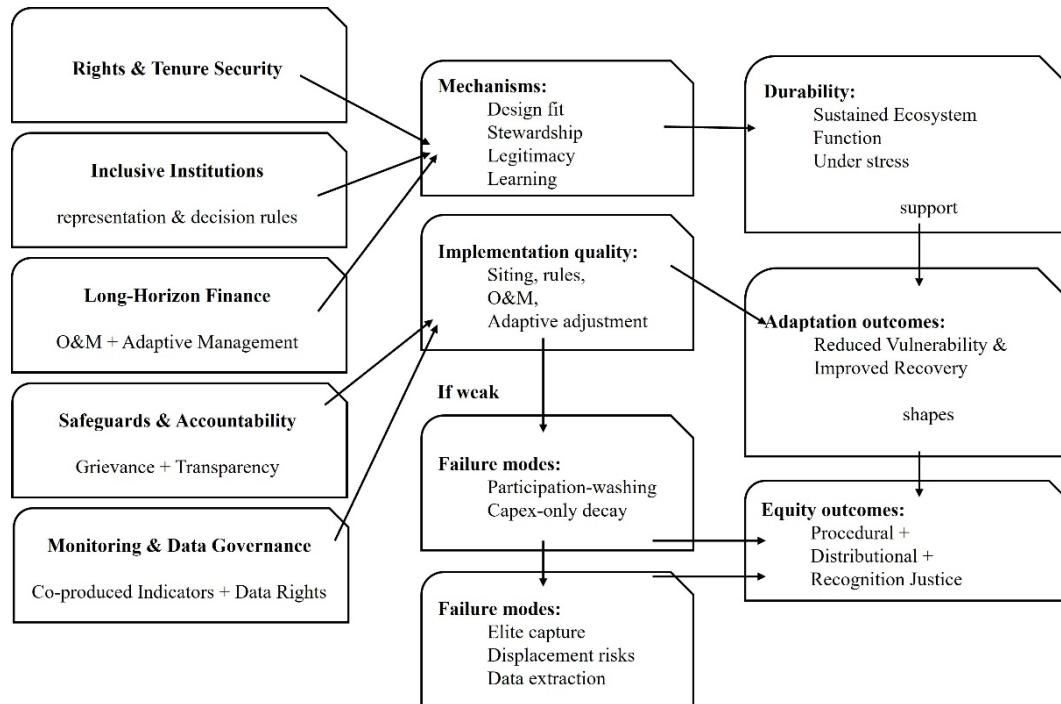 Rights & Tenure Security
Inclusive Institutions
representation & decision rules
Long-Horizon Finance
O&M + Adaptive Management
Safeguards & Accountability
Grievance + Transparency
Monitoring & Data Governance
Co-produced Indicators + Data Rights
Mechanisms:
Design fit
Stewardship
Legitimacy
Learning
Implementation quality:
Siting, rules,
O&M,
Adaptive adjustment
If weak
Failure modes:
Participation-washing
Capex-only decay
Failure modes:
Elite capture
Displacement risks
Data extraction
Durability:
Sustained Ecosystem
Function
Under stress
support
Adaptation outcomes:
Reduced Vulnerability &
Improved Recovery
shapes
Equity outcomes:
Procedural +
Distributional +
Recognition Justice